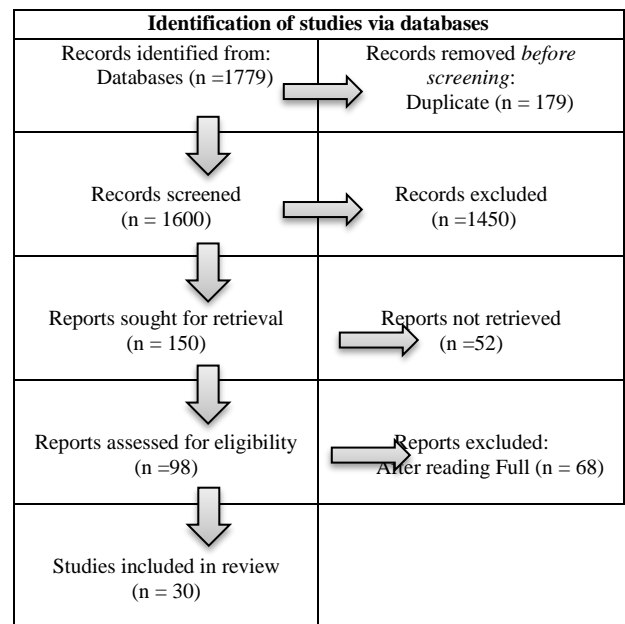 Identification of studies via databases
Records identified from:
Databases (n =1779)
Records removed before
screening:
Duplicate (n = 179)
Records screened
(n = 1600)
Records excluded
(n =1450)
Reports sought for retrieval
(n = 150)
Reports not retrieved
(n =52)
Reports assessed for eligibility
(n =98)
Reports excluded:
After reading Full (n = 68)
Studies included in review
(n = 30)